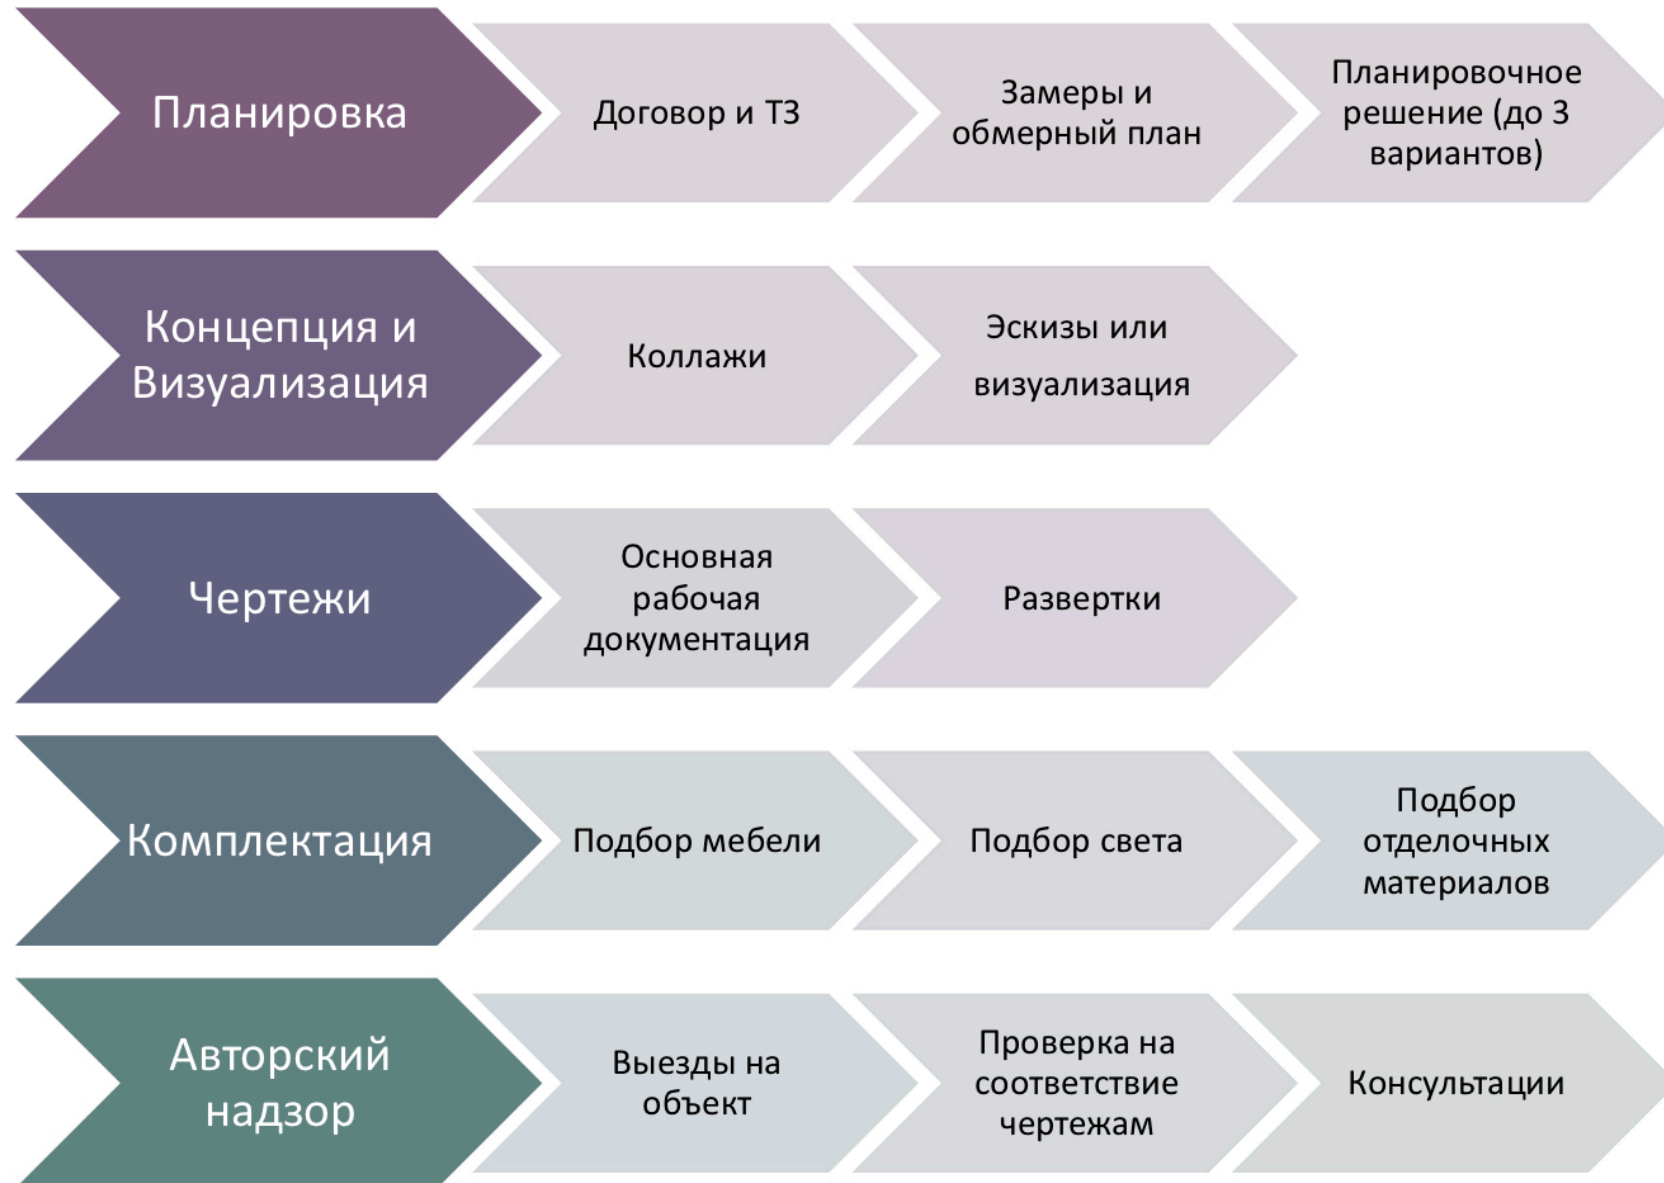 Планировка
Договор и ТЗ
Замеры и
обмерный план
Планировочное
решение (до 3
вариантов)
Концепция и
Визуализация
Коллажи
Эскизы или
визуализация
Чертежи
Основная
рабочая
документация
Развертки
Комплектация
Подбор мебели
Подбор света
Подбор
отделочных
материалов
Авторский
надзор
Выезды на
объект
Проверка на
соответствие
чертежам
Консультации